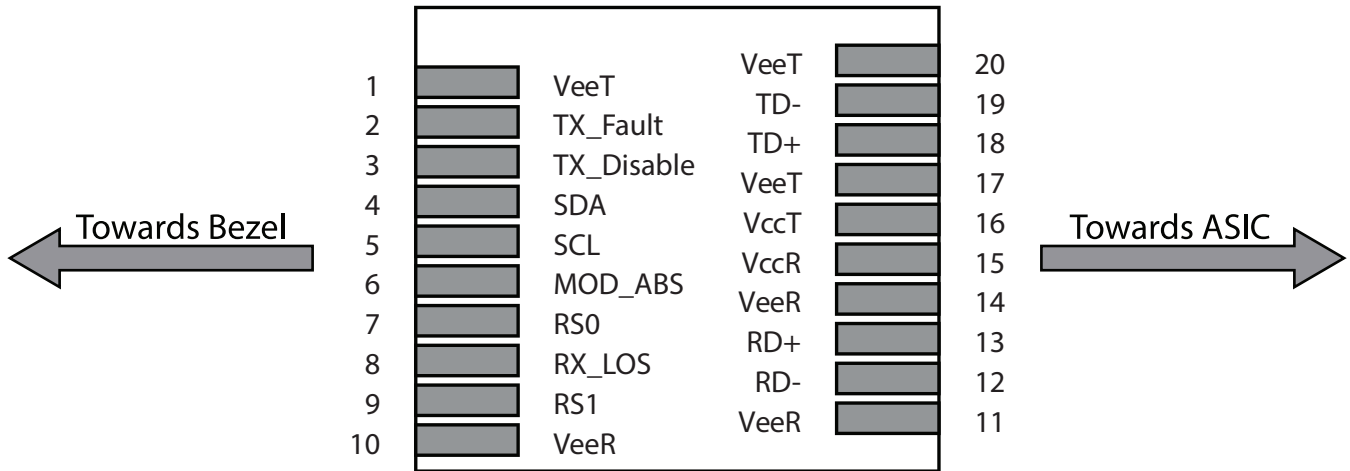 1 VeeT
2 TX_Fault
3 TX_Disable
4 SDA
5 SCL
6 MOD_ABS
7 RS0
8 RX_LOS
9 RS1
10 VeeR
VeeT 20
TD- 19
TD+ 18
VeeT 17
VccT 16
VccR 15
VeeR 14
RD+ 13
RD- 12
VeeR 11
Towards Bezel
Towards ASIC